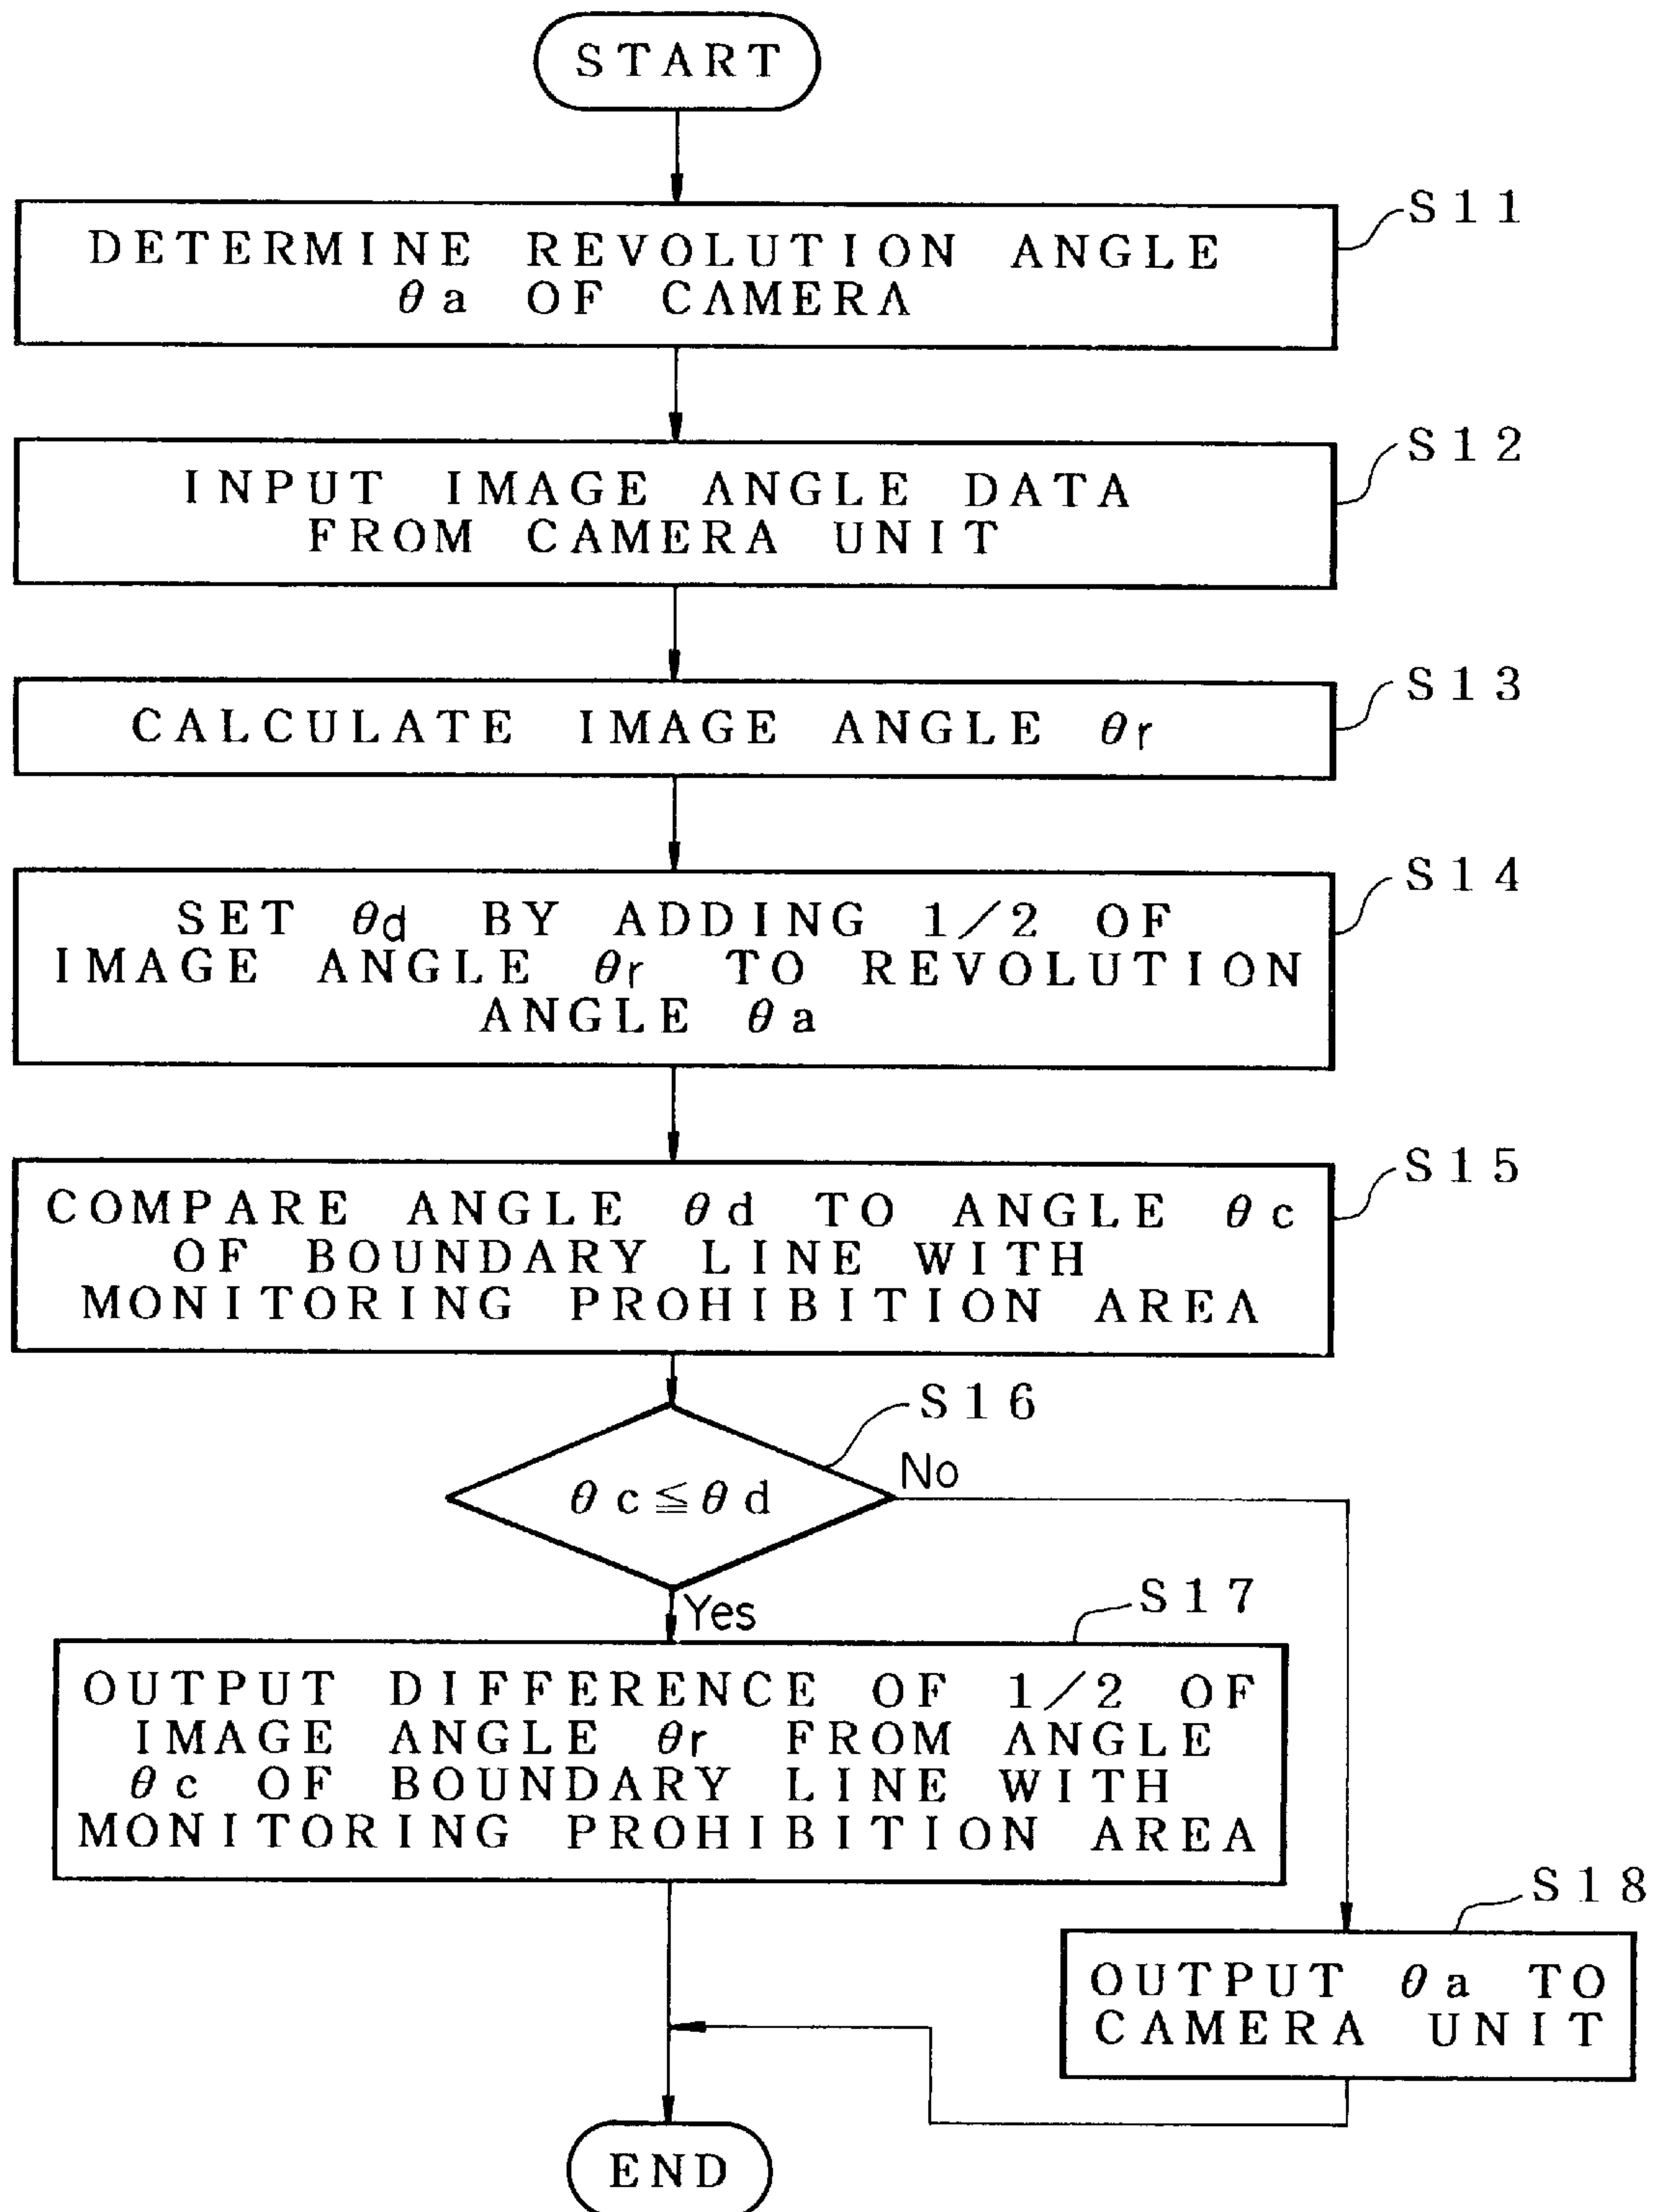 START
S11
DETERMINE REVOLUTION ANGLE
θa OF CAMERA
S12
INPUT IMAGE ANGLE DATA
FROM CAMERA UNIT
S13
CALCULATE IMAGE ANGLE θr
S14
SET θd BY ADDING 1/2 OF
IMAGE ANGLE θr TO REVOLUTION
ANGLE θa
S15
COMPARE ANGLE θd TO ANGLE θc
OF BOUNDARY LINE WITH
MONITORING PROHIBITION AREA
S16
θc≦θd
No
Yes
S17
OUTPUT DIFFERENCE OF 1/2 OF
IMAGE ANGLE θr FROM ANGLE
θc OF BOUNDARY LINE WITH
MONITORING PROHIBITION AREA
S18
OUTPUT θa TO
CAMERA UNIT
END